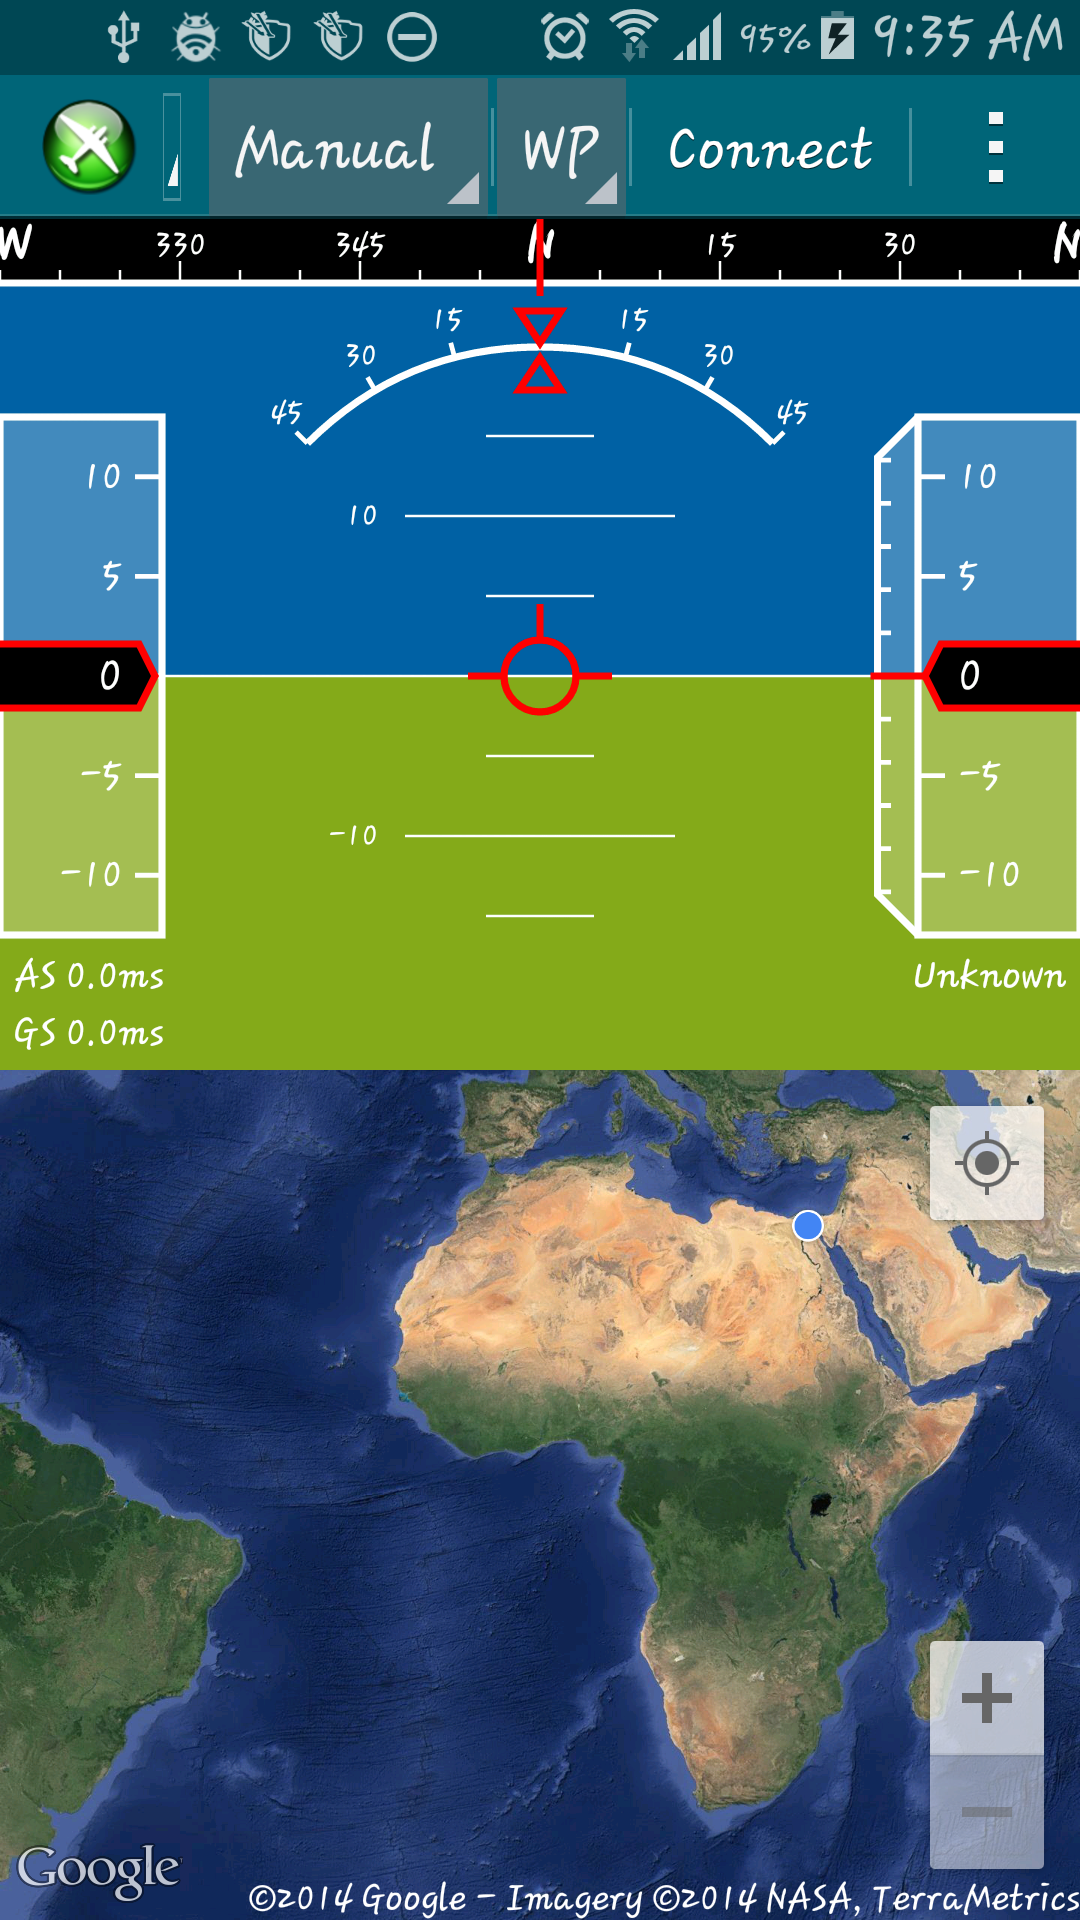 95% 9:35 AM
Manual WP Connect
W 330 345 N 15 30 N
15 15
30 30
45 45
10 10
10
5 5
0 0
-5 -5
-10
-10 -10
AS 0.0ms Unknown
GS 0.0ms
Google
©2014 Google - Imagery ©2014 NASA, TerraMetrics